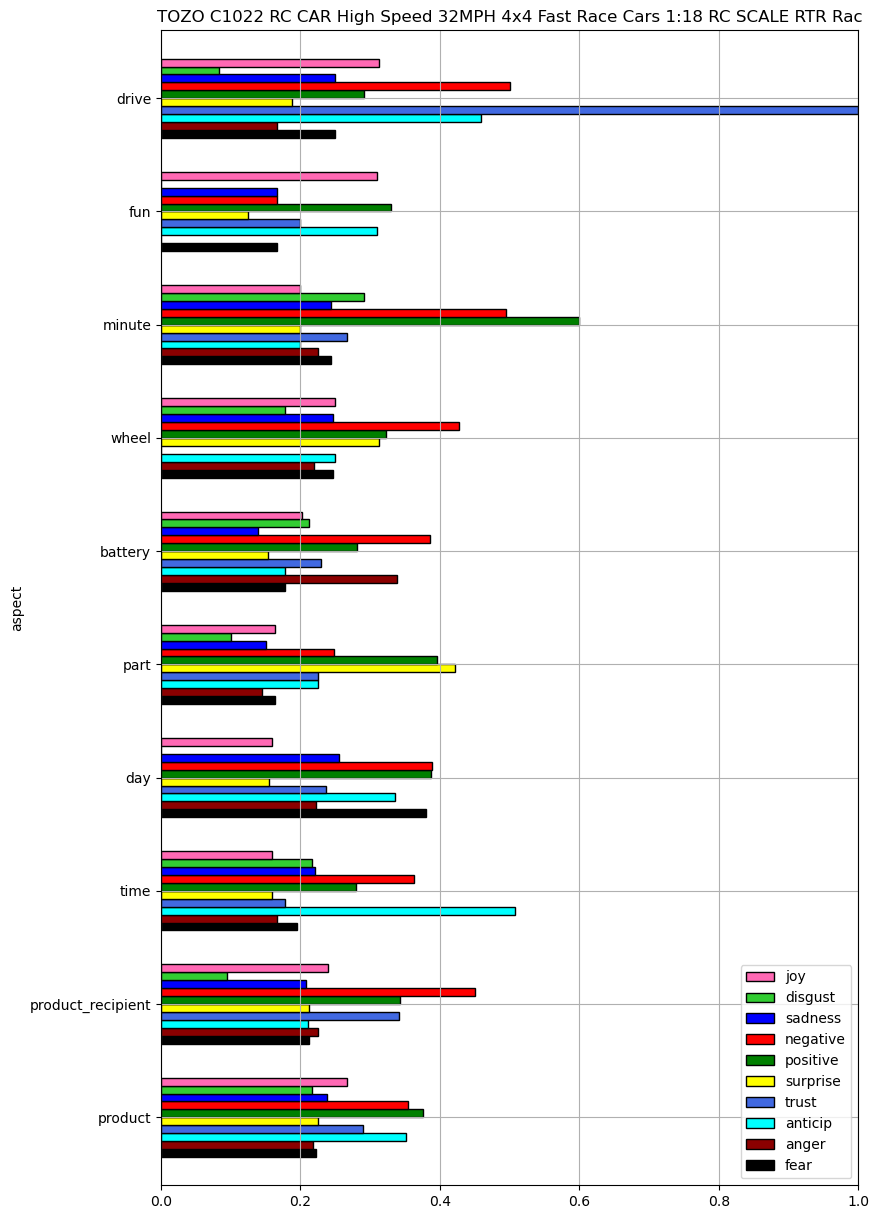 TOZO C1022 RC CAR High Speed 32MPH 4x4 Fast Race Cars 1:18 RC SCALE RTR Rac
drive
fun
minute
wheel
battery
part
day
time
product_recipient
product
aspect
joy
disgust
sadness
negative
positive
surprise
trust
anticip
anger
fear
0.0 0.2 0.4 0.6 0.8 1.0